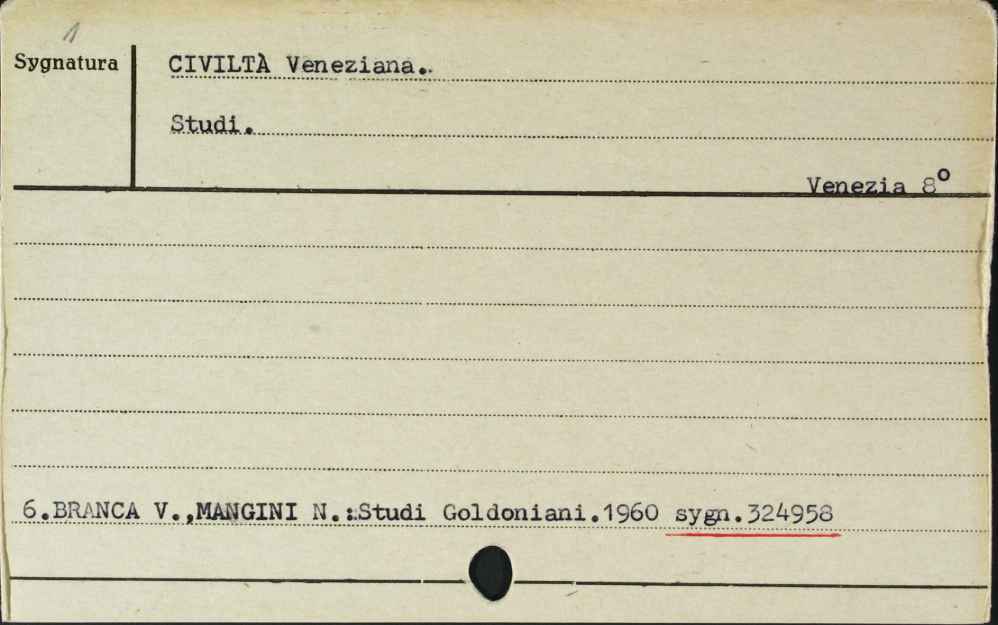 1
Sygnatura
CIVILTÀ Veneziana.
Studi.
Venezia 8°
6.BRANCA V.,MANGINI N.:Studi Goldoniani.1960 sygn.324958